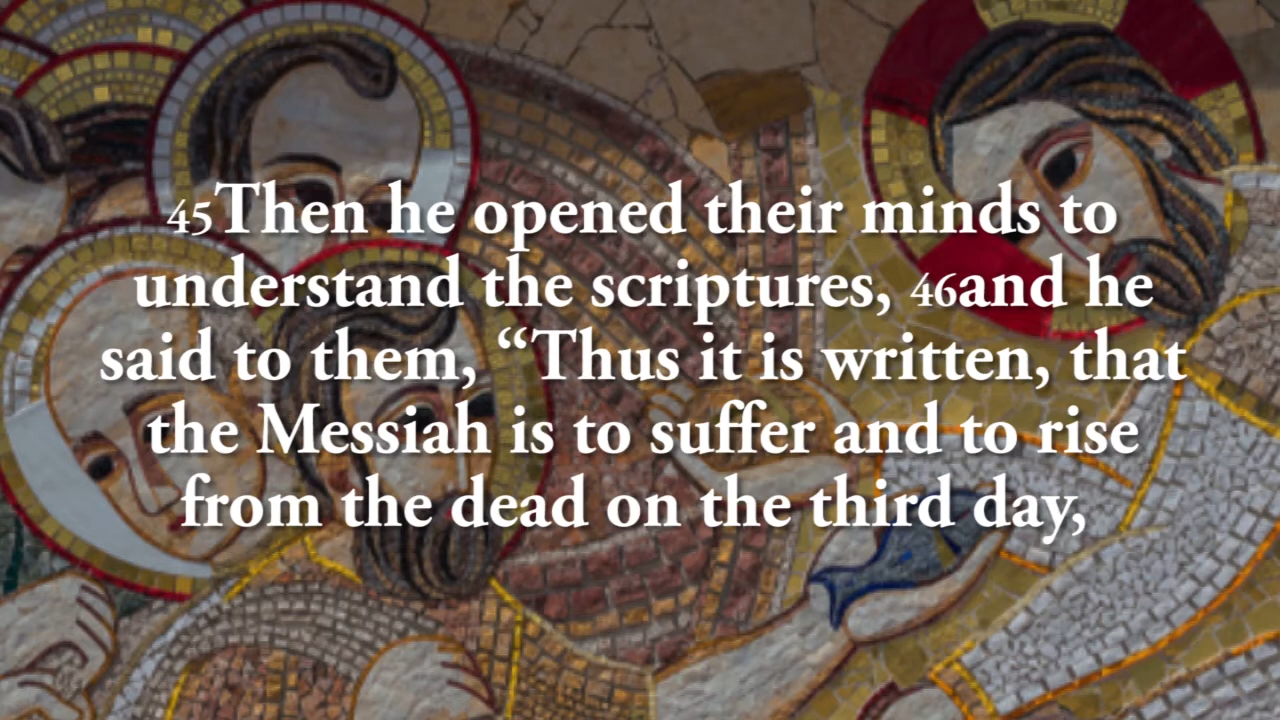 45Then he opened their minds to
understand the scriptures, 46and he
said to them, “Thus it is written, that
the Messiah is to suffer and to rise
from the dead on the third day,